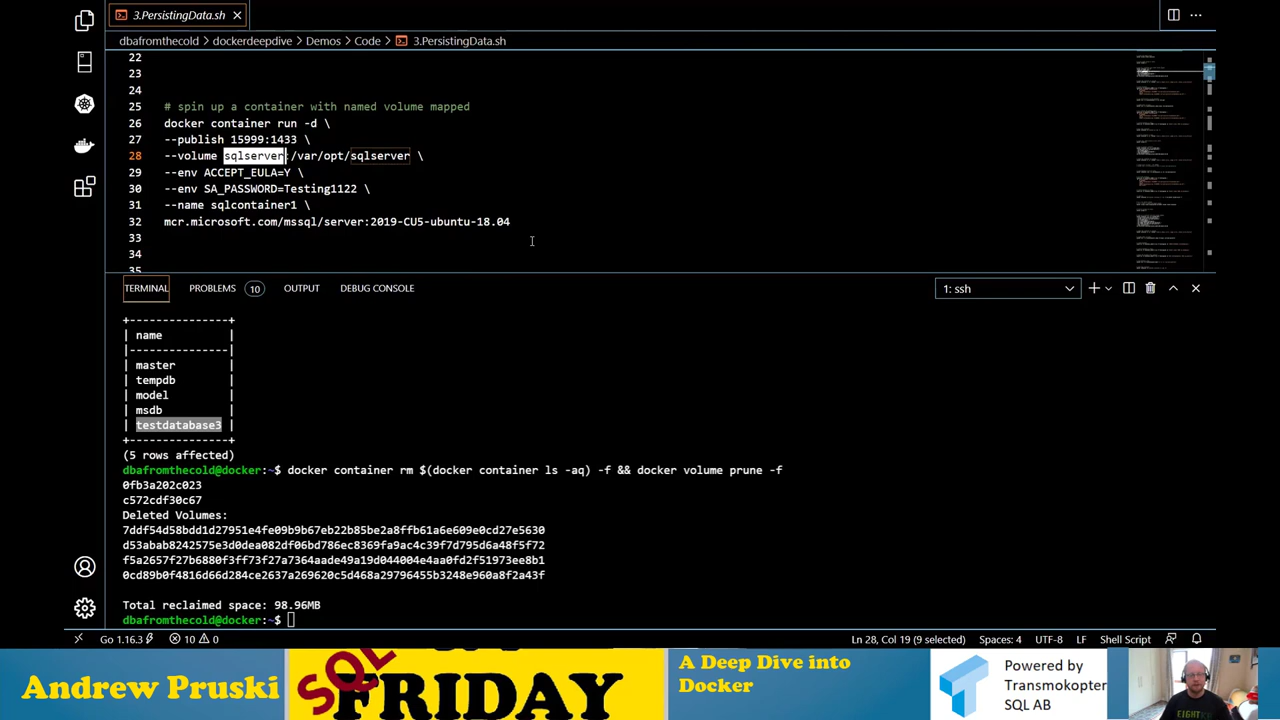 3.PersistingData.sh
dbafromthecold > dockerdeepdive > Demos > Code > 3.PersistingData.sh
22
23
24
25 # spin up a container with named volume mapped
26 docker container run -d \
27 --publish 15999:1433 \
28 --volume sqlserver:/var/opt/sqlserver \
29 --env ACCEPT_EULA=Y \
30 --env SA_PASSWORD=Testing1122 \
31 --name sqlcontainer \
32 mcr.microsoft.com/mssql/server:2019-CU5-ubuntu-18.04
33
34
35
TERMINAL PROBLEMS 10 OUTPUT DEBUG CONSOLE 1: ssh
+---------------+
| name |
|---------------|
| master |
| tempdb |
| model |
| msdb |
| testdatabase3 |
+---------------+
(5 rows affected)
dbafromthecold@docker:~$ docker container rm $(docker container ls -aq) -f && docker volume prune -f
0fb3a202c023
c572cdf30c67
Deleted Volumes:
7ddf54d58bdd1d27951e4fe09b9b67eb22b85be2a8ffb61a6e609e0cd27e5630
d53abab8242575e3d0dea082df06bd786ec8369fa9ac4c39f7d795d6a48f5f72
f5a2657f27b6880f3ff73f27a7364aade49a19d044004e4aa0fd2f51973ee8b1
0cd89b0f4816d66d284ce2637a269620c5d468a29796455b3248e960a8f2a43f
Total reclaimed space: 98.96MB
dbafromthecold@docker:~$
Go 1.16.3 10 0 Ln 28, Col 19 (9 selected) Spaces: 4 UTF-8 LF Shell Script
Andrew Pruski
SQL
FRIDAY
A Deep Dive into
Docker
Powered by
Transmokopter
SQL AB